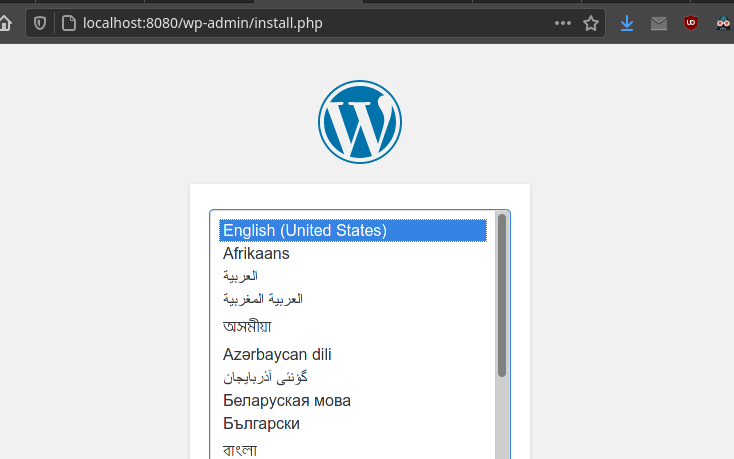 localhost:8080/wp-admin/install.php
English (United States)
Afrikaans
العربية
العربية المغربية
অসমীয়া
Azərbaycan dili
گؤنئی آذربایجان
Беларуская мова
Български
বাংলা